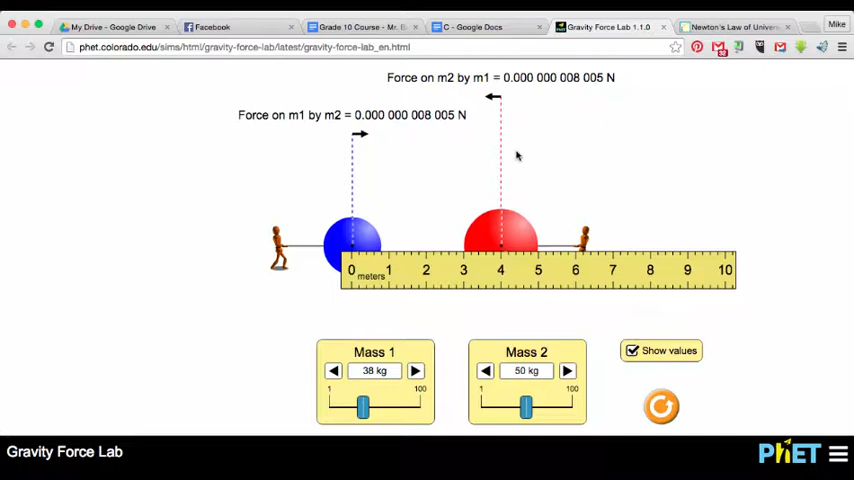 Mike
My Drive - Google Drive
Facebook
Grade 10 Course - Mr. B
C - Google Docs
Gravity Force Lab 1.1.0
Newton's Law of Univers
phet.colorado.edu/sims/html/gravity-force-lab/latest/gravity-force-lab_en.html
Force on m2 by m1 = 0.000 000 008 005 N
Force on m1 by m2 = 0.000 000 008 005 N
0 1 2 3 4 5 6 7 8 9 10
meters
Mass 1
38 kg
1 100
Mass 2
50 kg
1 100
Show values
Gravity Force Lab
PhET